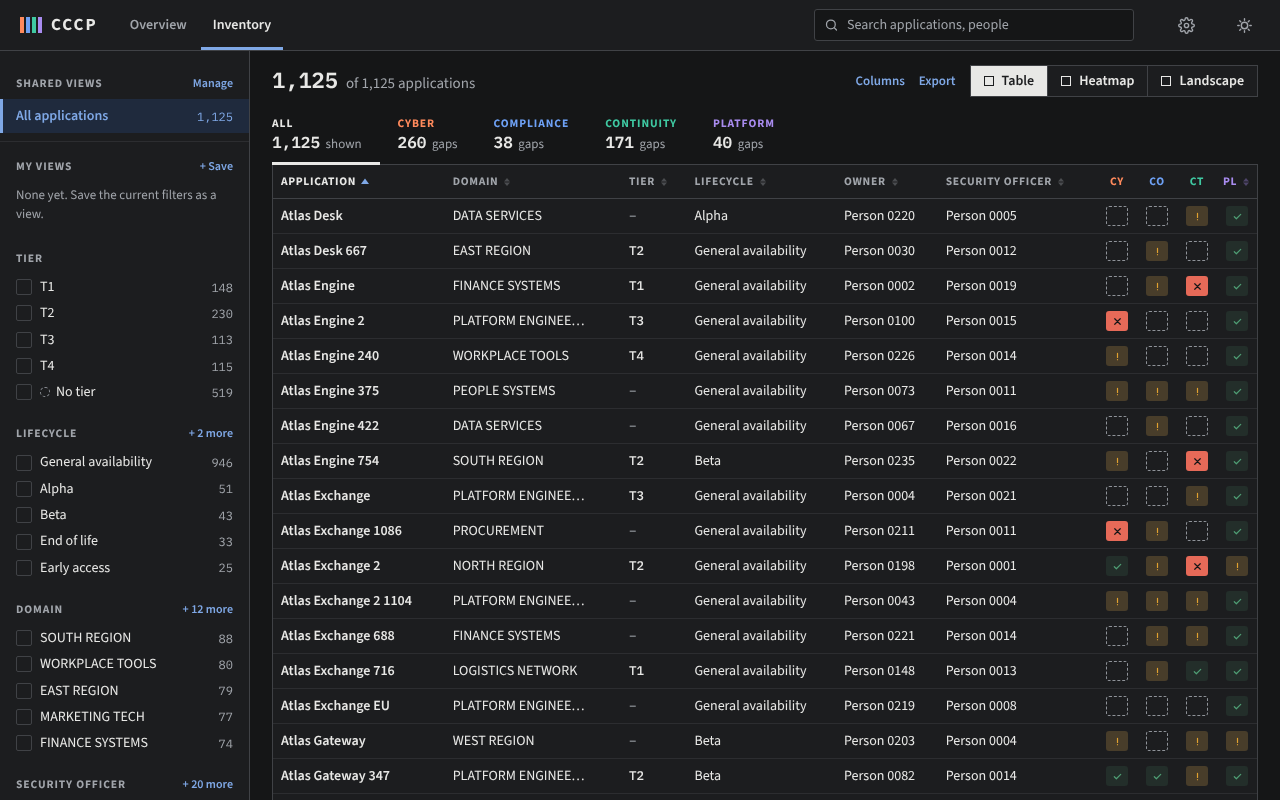 CCCP Overview Inventory Search applications, people
SHARED VIEWS Manage
All applications 1,125
MY VIEWS + Save
None yet. Save the current filters as a
view.
TIER
T1 148
T2 230
T3 113
T4 115
No tier 519
LIFECYCLE + 2 more
General availability 946
Alpha 51
Beta 43
End of life 33
Early access 25
DOMAIN + 12 more
SOUTH REGION 88
WORKPLACE TOOLS 80
EAST REGION 79
MARKETING TECH 77
FINANCE SYSTEMS 74
SECURITY OFFICER + 20 more
1,125 of 1,125 applications Columns Export Table Heatmap Landscape
ALL CYBER COMPLIANCE CONTINUITY PLATFORM
1,125 shown 260 gaps 38 gaps 171 gaps 40 gaps
APPLICATION DOMAIN TIER LIFECYCLE OWNER SECURITY OFFICER CY CO CT PL
Atlas Desk DATA SERVICES – Alpha Person 0220 Person 0005 ! ✓
Atlas Desk 667 EAST REGION T2 General availability Person 0030 Person 0012 ! ✓
Atlas Engine FINANCE SYSTEMS T1 General availability Person 0002 Person 0019 ! ✕ ✓
Atlas Engine 2 PLATFORM ENGINEE… T3 General availability Person 0100 Person 0015 ✕ ✓
Atlas Engine 240 WORKPLACE TOOLS T4 General availability Person 0226 Person 0014 ! ✓
Atlas Engine 375 PEOPLE SYSTEMS – General availability Person 0073 Person 0011 ! ! ! ✓
Atlas Engine 422 DATA SERVICES – General availability Person 0067 Person 0016 ! ✓
Atlas Engine 754 SOUTH REGION T2 Beta Person 0235 Person 0022 ! ✕ ✓
Atlas Exchange PLATFORM ENGINEE… T3 General availability Person 0004 Person 0021 ! ✓
Atlas Exchange 1086 PROCUREMENT – General availability Person 0211 Person 0011 ✕ ! ✓
Atlas Exchange 2 NORTH REGION T2 General availability Person 0198 Person 0001 ✓ ! ✕ !
Atlas Exchange 2 1104 PLATFORM ENGINEE… – General availability Person 0043 Person 0004 ! ! ! ✓
Atlas Exchange 688 FINANCE SYSTEMS – General availability Person 0221 Person 0014 ! ! ✓
Atlas Exchange 716 LOGISTICS NETWORK T1 General availability Person 0148 Person 0013 ! ✓ ✓
Atlas Exchange EU PLATFORM ENGINEE… – General availability Person 0219 Person 0008 ✓
Atlas Gateway WEST REGION – Beta Person 0203 Person 0004 ! ! !
Atlas Gateway 347 PLATFORM ENGINEE… T2 Beta Person 0082 Person 0014 ✓ ✓ ! ✓